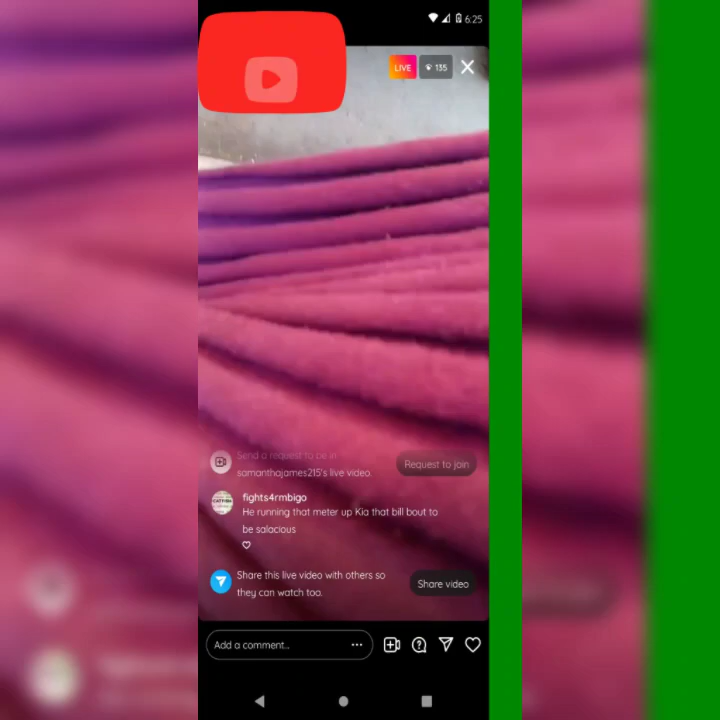 6:25
LIVE 135
Send a request to be in
samanthajames215's live video.
Request to join
fights4rmbigo
He running that meter up Kia that bill bout to
be salacious
Share this live video with others so
they can watch too.
Share video
Add a comment...